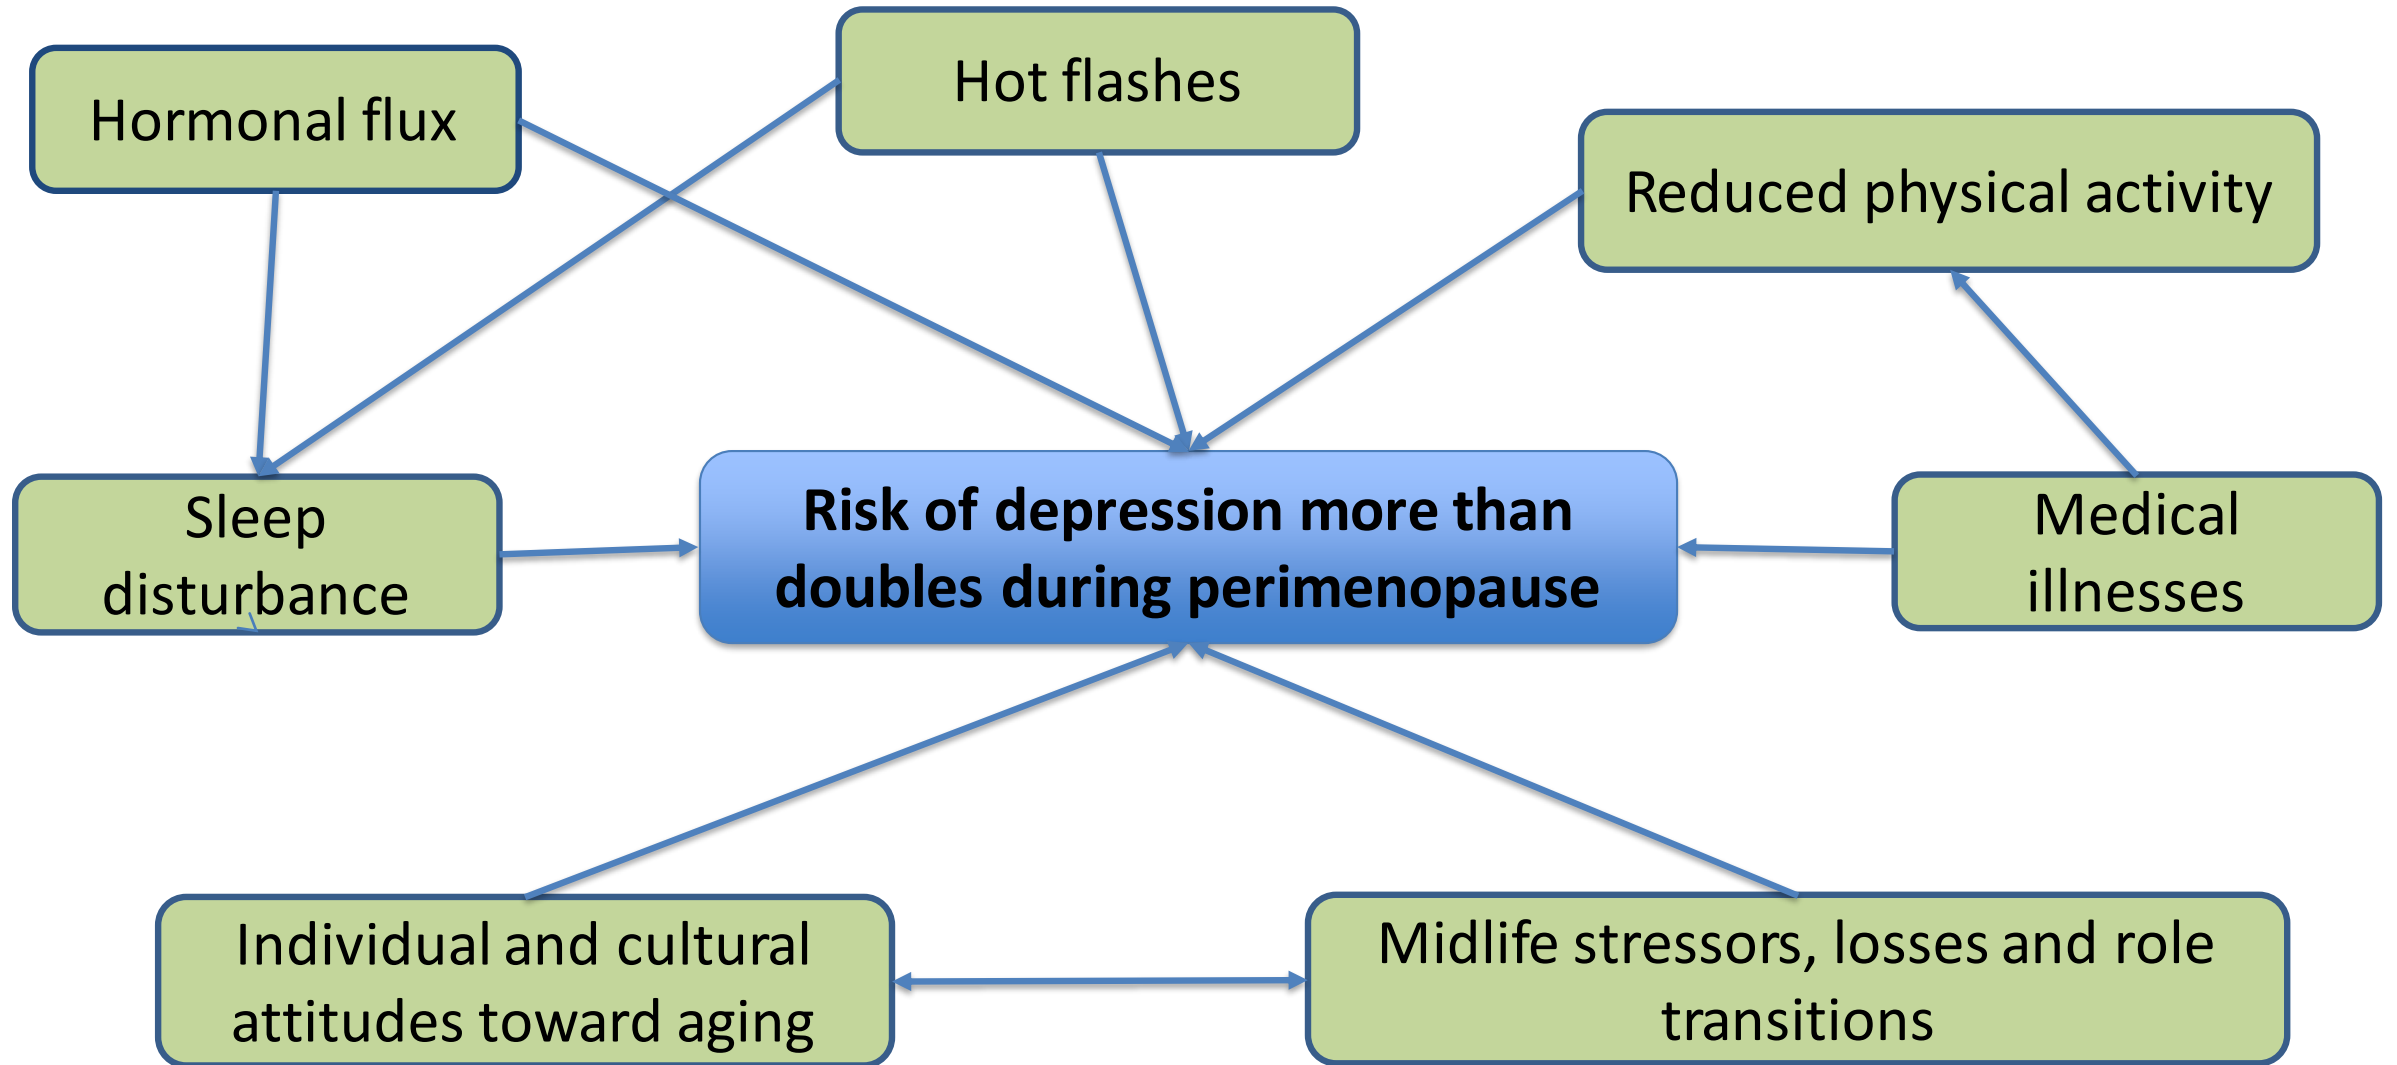 Hormonal flux
Hot flashes
Reduced physical activity
Sleep
disturbance
Risk of depression more than
doubles during perimenopause
Medical
illnesses
Individual and cultural
attitudes toward aging
Midlife stressors, losses and role
transitions